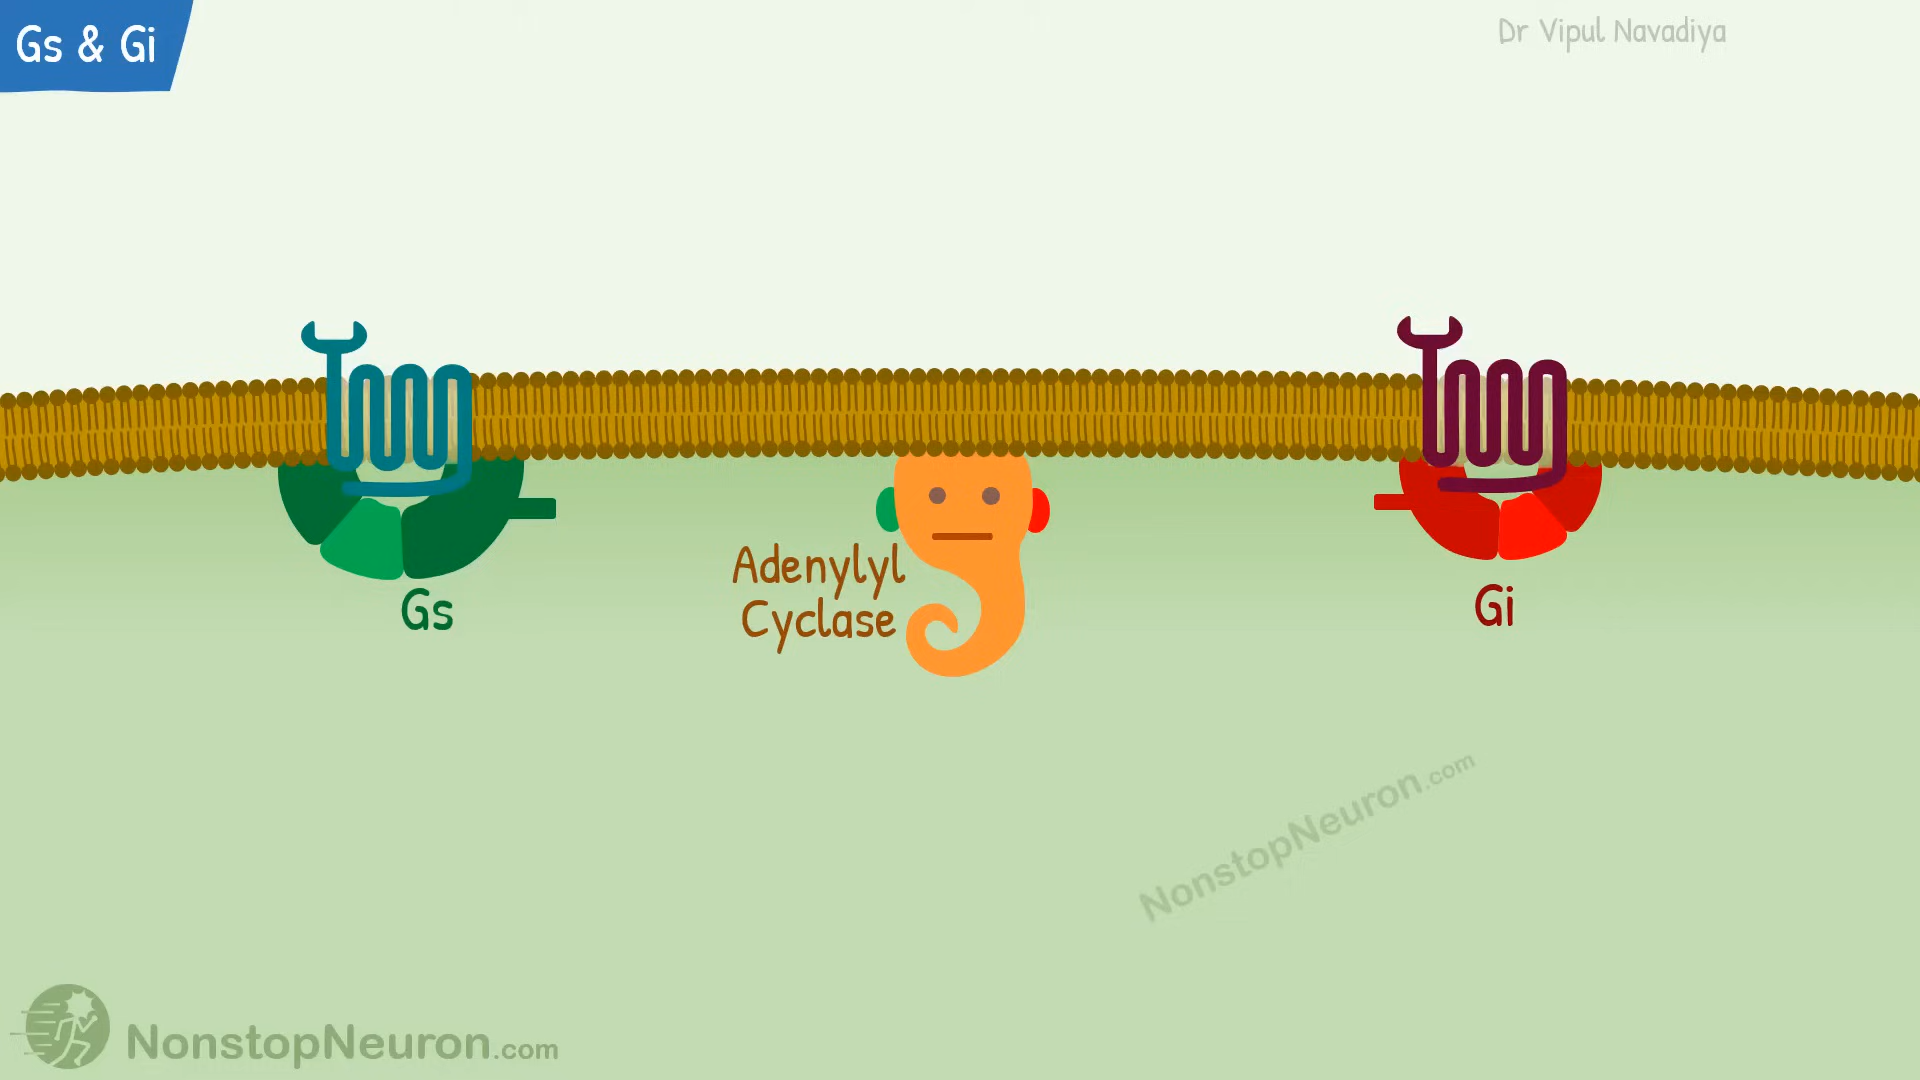 Gs & Gi
Dr Vipul Navadiya
Adenylyl
Cyclase
Gs
Gi
NonstopNeuron.com
NonstopNeuron.com